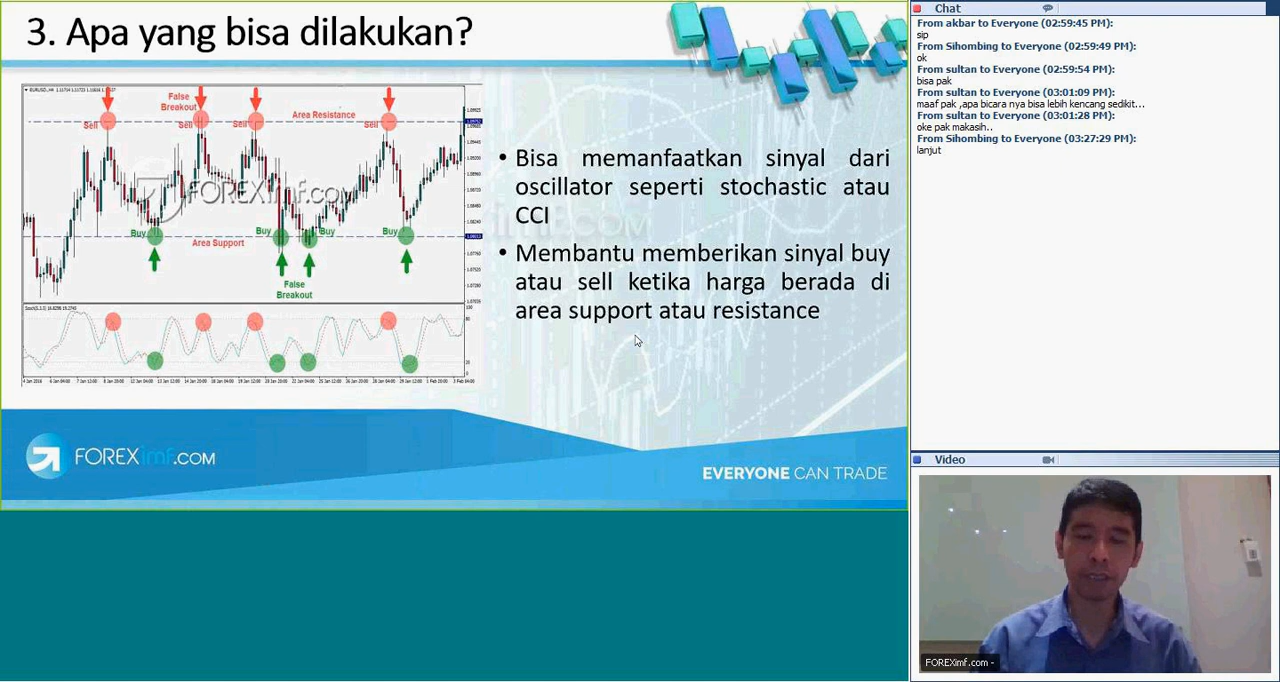 3. Apa yang bisa dilakukan?
False
Breakout
Area Resistance
Sell
Sell
Sell
Sell
FOREXimf.com
Buy
Buy
Buy
Buy
Area Support
False
Breakout
• Bisa memanfaatkan sinyal dari
oscillator seperti stochastic atau
CCI
• Membantu memberikan sinyal buy
atau sell ketika harga berada di
area support atau resistance
FOREXimf.COM
EVERYONE CAN TRADE
Chat
From akbar to Everyone (02:59:45 PM):
sip
From Sihombing to Everyone (02:59:49 PM):
ok
From sultan to Everyone (02:59:54 PM):
bisa pak
From sultan to Everyone (03:01:09 PM):
maaf pak ,apa bicara nya bisa lebih kencang sedikit...
From sultan to Everyone (03:01:28 PM):
oke pak makasih..
From Sihombing to Everyone (03:27:29 PM):
lanjut
Video
FOREXimf.com -